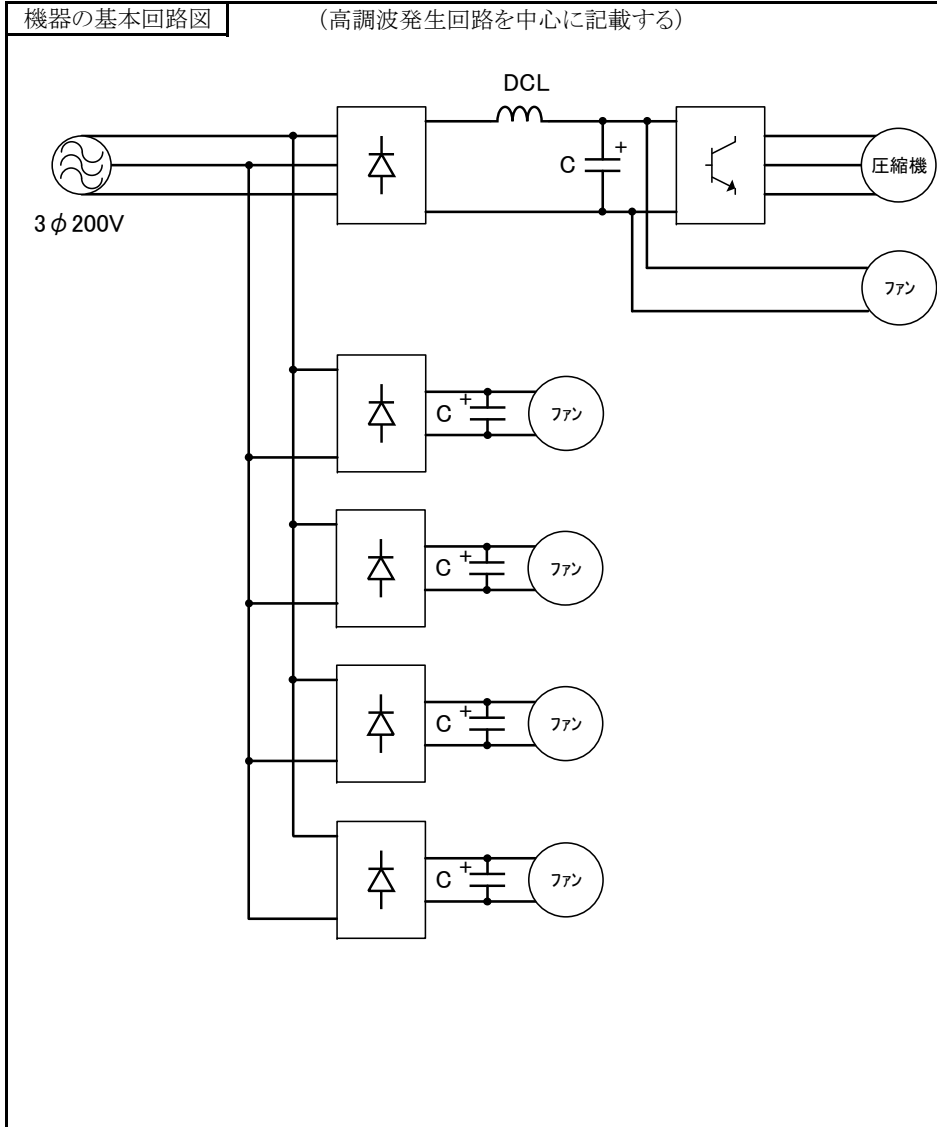 機器の基本回路図 (高調波発生回路を中心に記載する)
DCL
C +
圧縮機
3φ200V
ファン
C + ファン
C + ファン
C + ファン
C + ファン